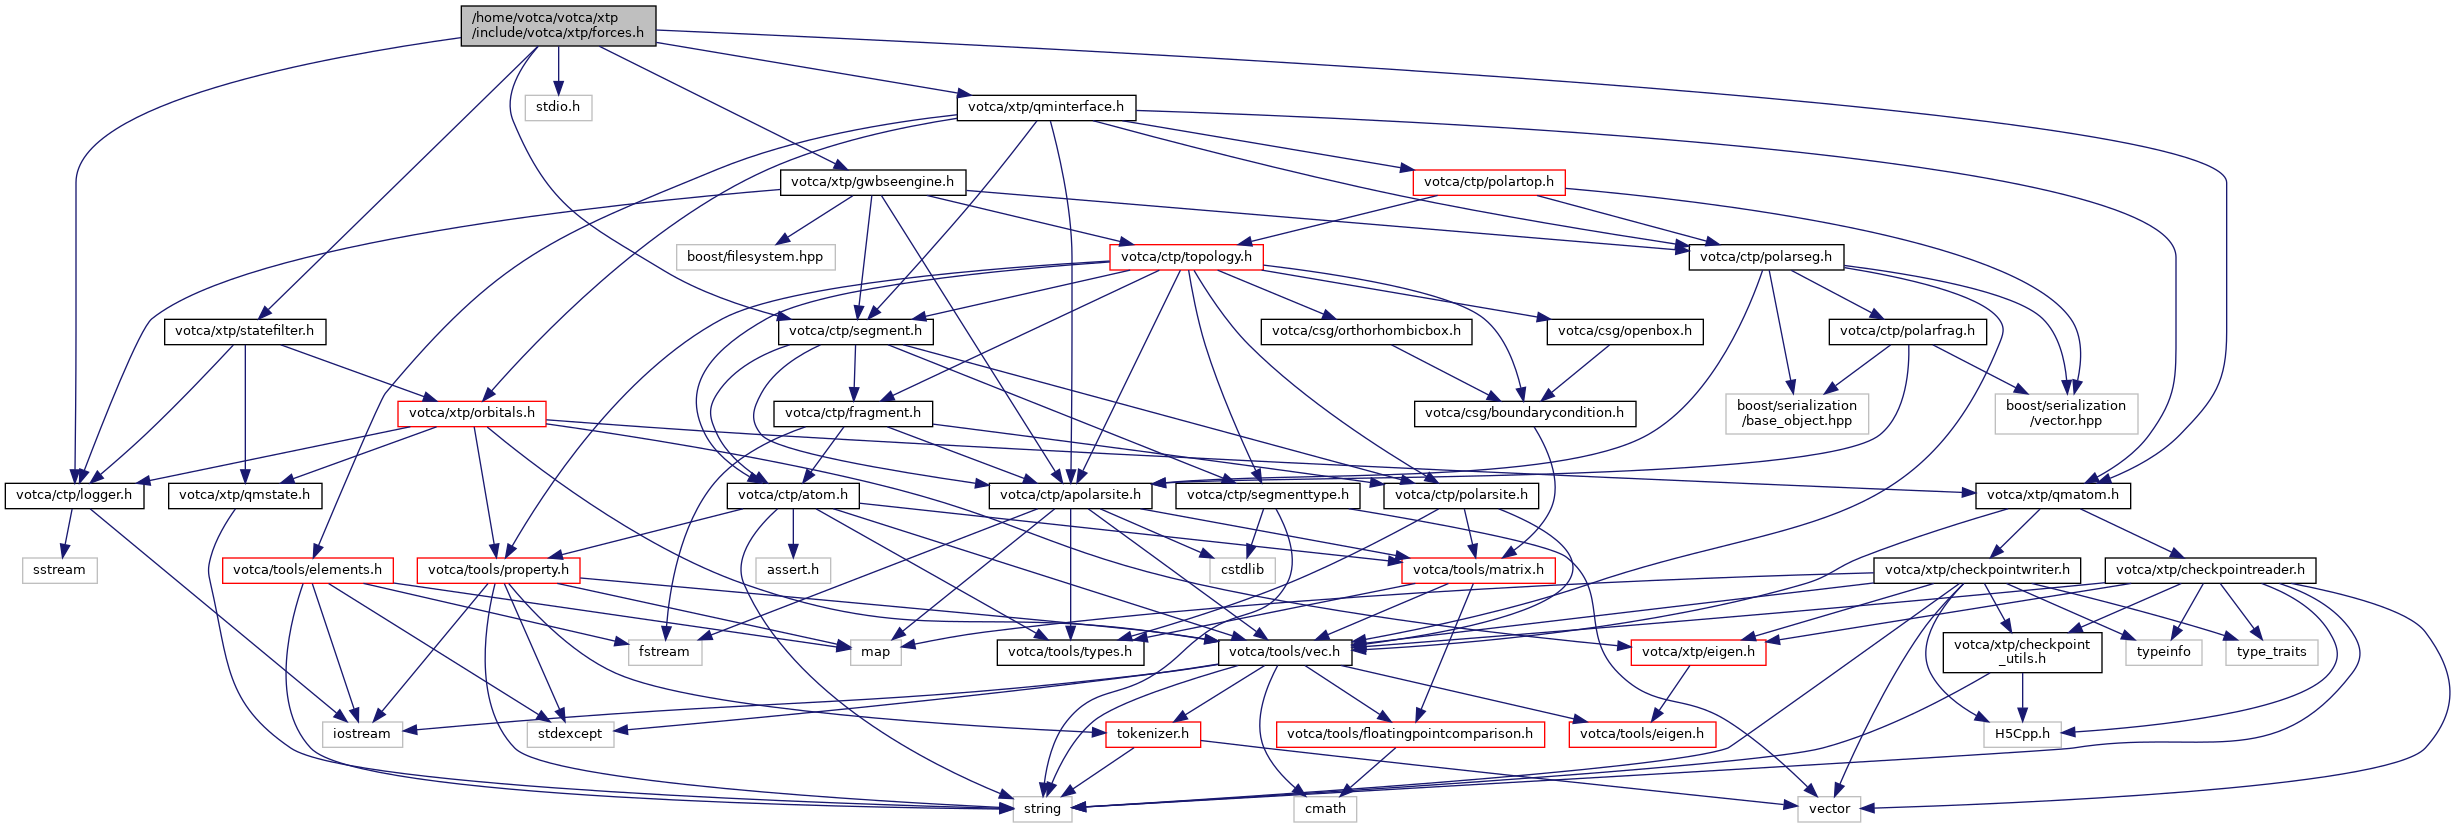 /home/votca/votca/xtp
/include/votca/xtp/forces.h
stdio.h
votca/xtp/qminterface.h
votca/xtp/gwbseengine.h
votca/ctp/polartop.h
boost/filesystem.hpp
votca/ctp/topology.h
votca/ctp/polarseg.h
votca/xtp/statefilter.h
votca/ctp/segment.h
votca/csg/orthorhombicbox.h
votca/csg/openbox.h
votca/ctp/polarfrag.h
votca/xtp/orbitals.h
votca/ctp/fragment.h
votca/csg/boundarycondition.h
boost/serialization
/base_object.hpp
boost/serialization
/vector.hpp
votca/ctp/logger.h
votca/xtp/qmstate.h
votca/ctp/atom.h
votca/ctp/apolarsite.h
votca/ctp/segmenttype.h
votca/ctp/polarsite.h
votca/xtp/qmatom.h
sstream
votca/tools/elements.h
votca/tools/property.h
assert.h
cstdlib
votca/tools/matrix.h
votca/xtp/checkpointwriter.h
votca/xtp/checkpointreader.h
fstream
map
votca/tools/types.h
votca/tools/vec.h
votca/xtp/eigen.h
votca/xtp/checkpoint
_utils.h
typeinfo
type_traits
iostream
stdexcept
tokenizer.h
votca/tools/floatingpointcomparison.h
votca/tools/eigen.h
H5Cpp.h
string
cmath
vector